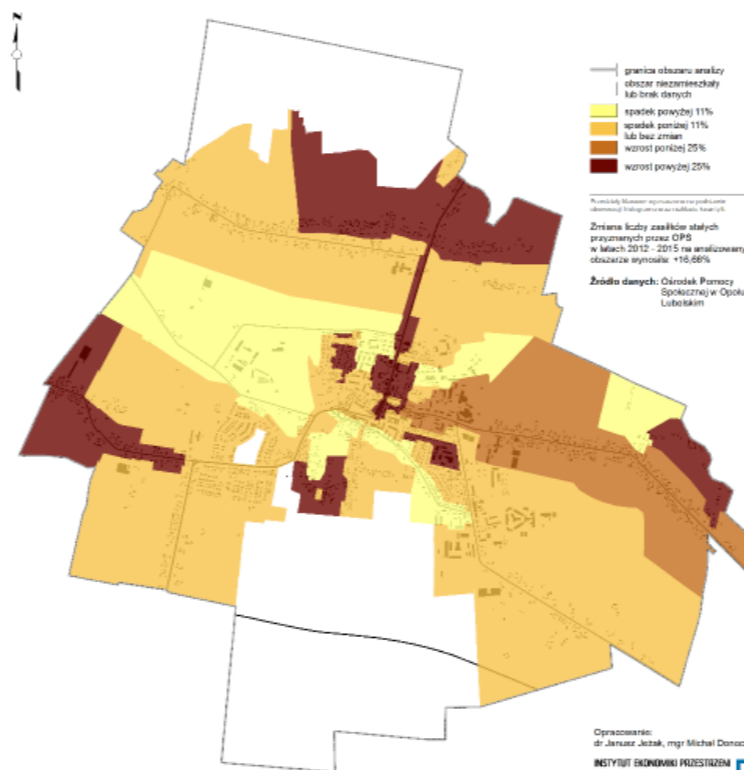 N
granica obszaru analizy
obszar niezamieszkały
lub brak danych
spadek powyżej 11%
spadek poniżej 11%
lub bez zmian
wzrost poniżej 25%
wzrost powyżej 25%
Zmiana liczby zasiłków stałych
przyznanych przez OPS
w latach 2012 - 2015 na analizowany
obszarze wynosiła: +16,66%
Źródło danych: Ośrodek Pomocy
Społecznej w Opolu
Lubelskim
Opracowanie:
dr Janusz Jeżak, mgr Michał
INSTYTUT EKONOMIKI PRZESTRZENI